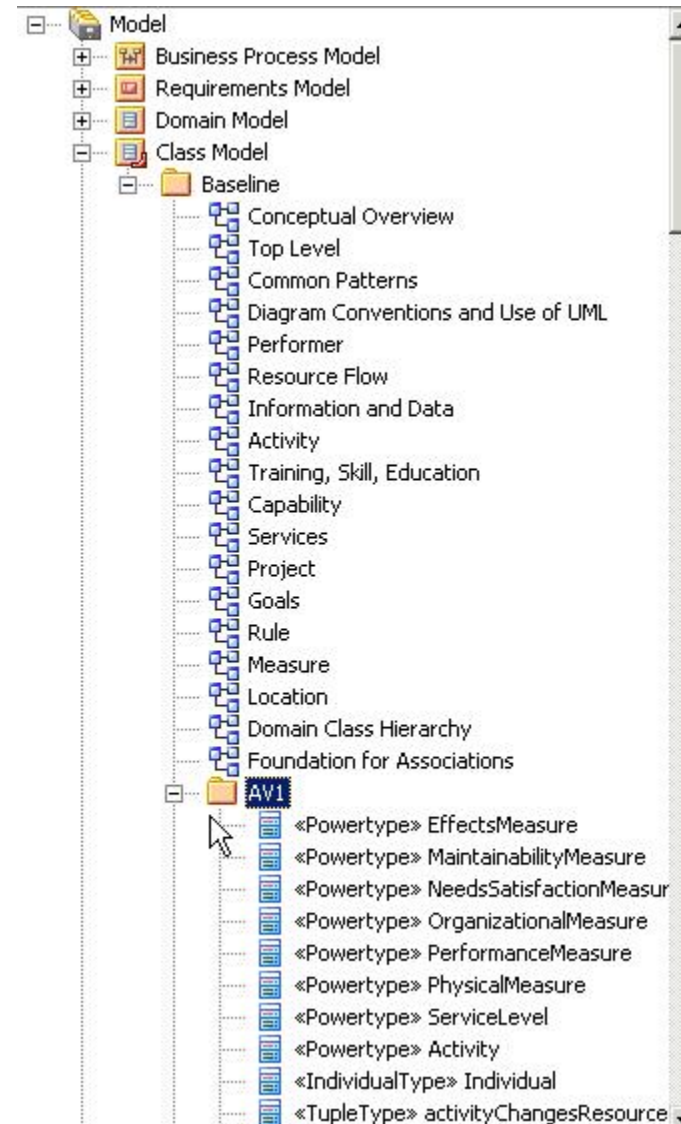 Model
Business Process Model
Requirements Model
Domain Model
Class Model
Baseline
Conceptual Overview
Top Level
Common Patterns
Diagram Conventions and Use of UML
Performer
Resource Flow
Information and Data
Activity
Training, Skill, Education
Capability
Services
Project
Goals
Rule
Measure
Location
Domain Class Hierarchy
Foundation for Associations
AV1
«Powertype» EffectsMeasure
«Powertype» MaintainabilityMeasure
«Powertype» NeedsSatisfactionMeasur
«Powertype» OrganizationalMeasure
«Powertype» PerformanceMeasure
«Powertype» PhysicalMeasure
«Powertype» ServiceLevel
«Powertype» Activity
«IndividualType» Individual
«TupleType» activityChangesResource